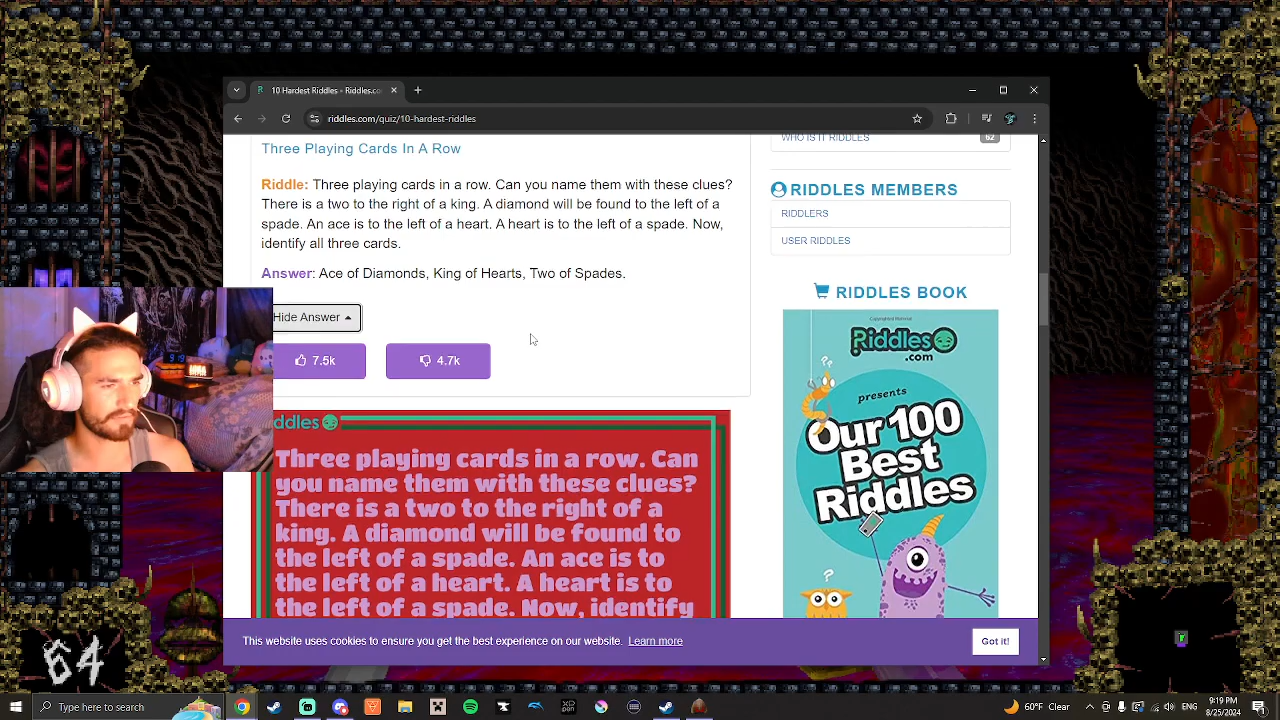 10 Hardest Riddles - Riddles.co
riddles.com/quiz/10-hardest-riddles
Three Playing Cards In A Row
Riddle: Three playing cards in a row. Can you name them with these clues?
There is a two to the right of a king. A diamond will be found to the left of a
spade. An ace is to the left of a heart. A heart is to the left of a spade. Now,
identify all three cards.
Answer: Ace of Diamonds, King of Hearts, Two of Spades.
Hide Answer
7.5k
4.7k
ddles
Three playing cards in a row. Can
you name them with these clues?
There is a two to the right of a
king. A diamond will be found to
the left of a spade. An ace is to
the left of a heart. A heart is to
the left of a spade. Now, identify
WHO IS IT RIDDLES
62
RIDDLES MEMBERS
RIDDLERS
USER RIDDLES
RIDDLES BOOK
Riddles
.com
presents
Our 100
Best
Riddles
This website uses cookies to ensure you get the best experience on our website. Learn more
Got it!
9:19
64
Type here to search
60°F Clear
9:19 PM
8/25/2024